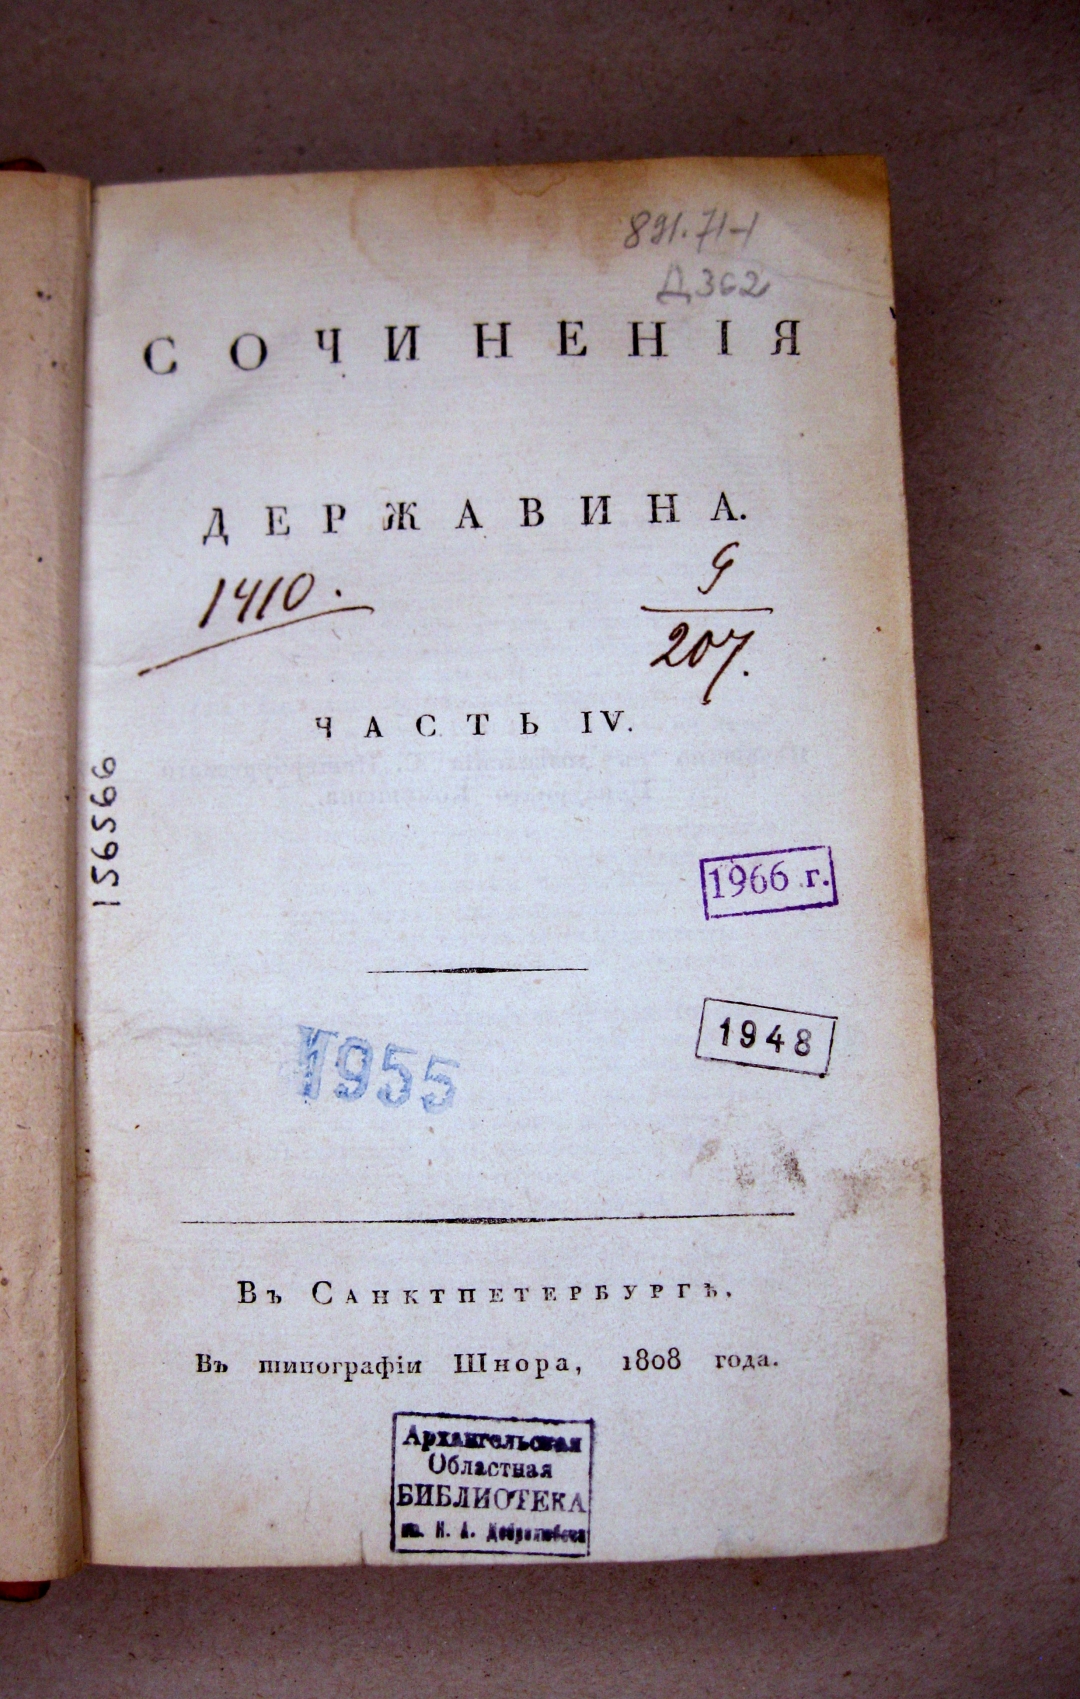 891.71-1
Д362
СОЧИНЕНІЯ
ДЕРЖАВИНА.
1410.
9
207.
ЧАСТЬ IV.
156566
1966 г.
1948
1955
Въ Санктпетербургѣ,
Въ типографіи Шнора, 1808 года.
Архангельская
Областная
БИБЛИОТЕКА
им. Н. А. Добролюбова